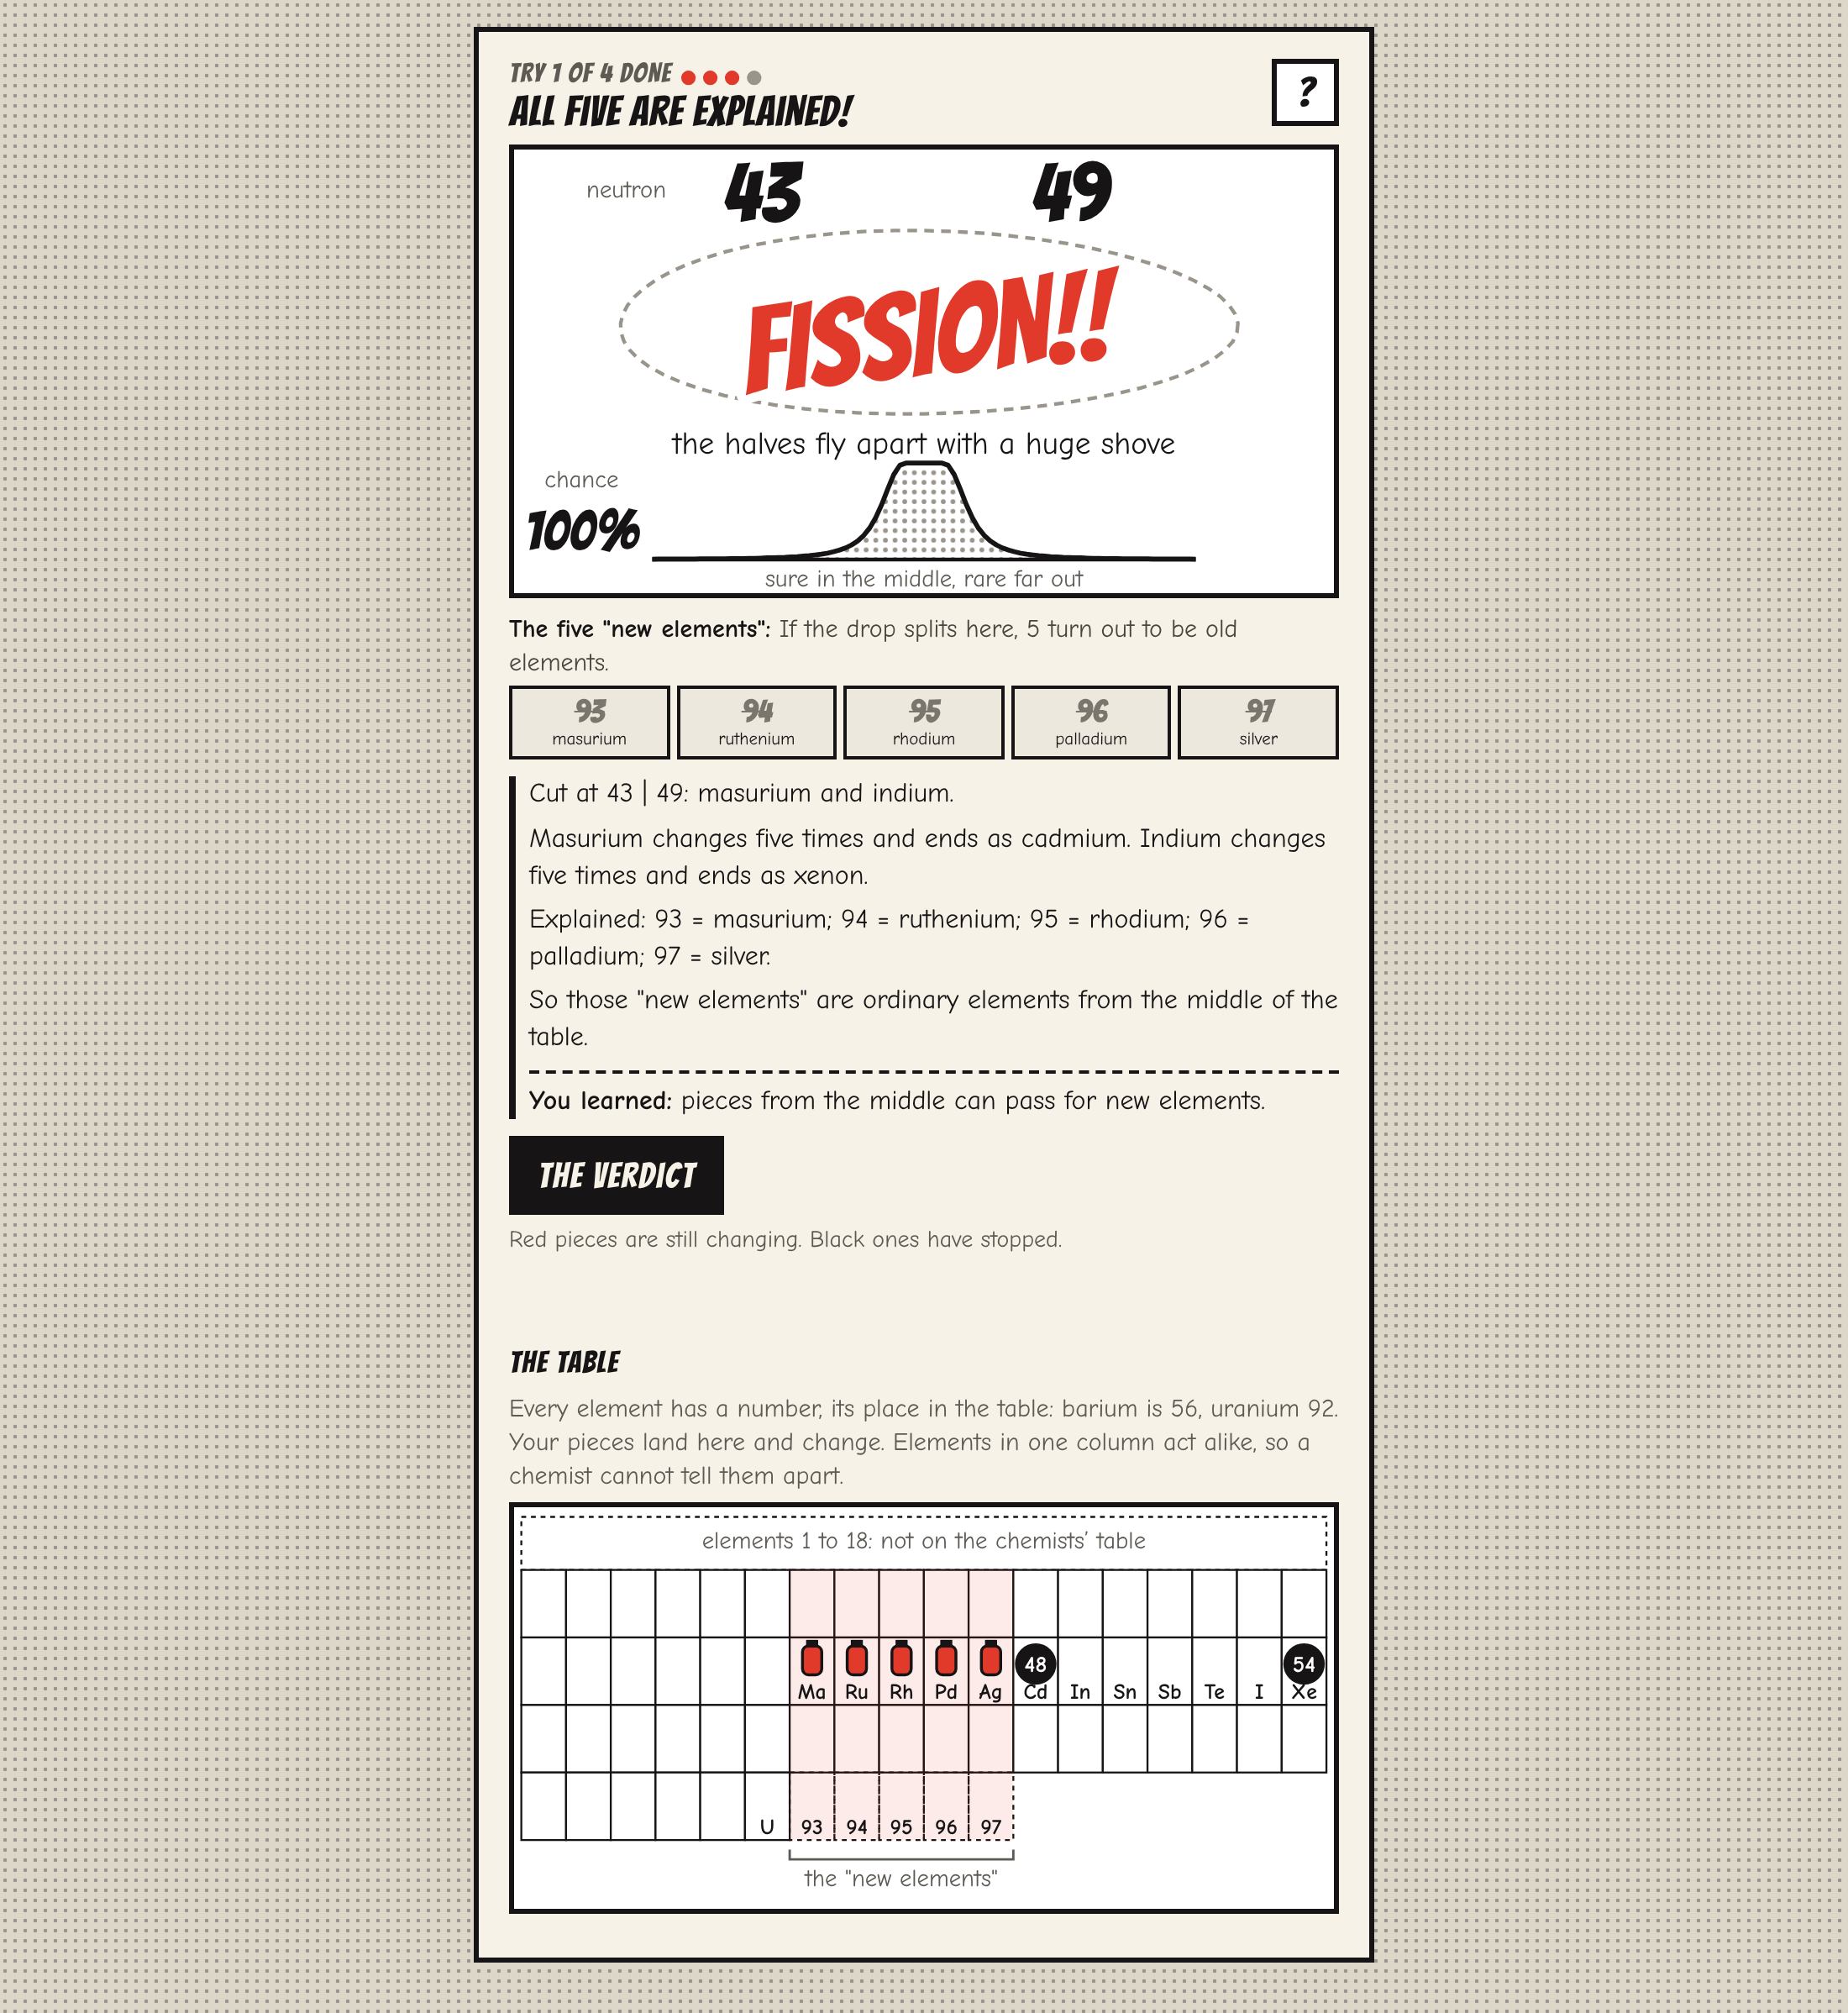 TRY 1 OF 4 DONE
ALL FIVE ARE EXPLAINED!
?
neutron
43
49
FISSION!!
the halves fly apart with a huge shove
chance
100%
sure in the middle, rare far out
The five "new elements": If the drop splits here, 5 turn out to be old
elements.
93 94 95 96 97
masurium ruthenium rhodium palladium silver
Cut at 43 | 49: masurium and indium.
Masurium changes five times and ends as cadmium. Indium changes
five times and ends as xenon.
Explained: 93 = masurium; 94 = ruthenium; 95 = rhodium; 96 =
palladium; 97 = silver.
So those "new elements" are ordinary elements from the middle of the
table.
You learned: pieces from the middle can pass for new elements.
THE VERDICT
Red pieces are still changing. Black ones have stopped.
THE TABLE
Every element has a number, its place in the table: barium is 56, uranium 92.
Your pieces land here and change. Elements in one column act alike, so a
chemist cannot tell them apart.
elements 1 to 18: not on the chemists’ table
48 54
Ma Ru Rh Pd Ag Cd In Sn Sb Te I Xe
U 93 94 95 96 97
the "new elements"